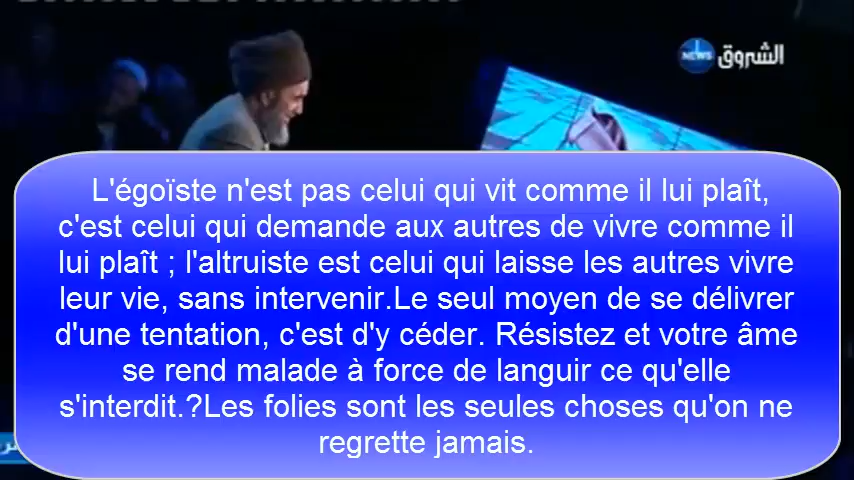 NEWS الشروق
L'égoïste n'est pas celui qui vit comme il lui plaît,
c'est celui qui demande aux autres de vivre comme il
lui plaît ; l'altruiste est celui qui laisse les autres vivre
leur vie, sans intervenir.Le seul moyen de se délivrer
d'une tentation, c'est d'y céder. Résistez et votre âme
se rend malade à force de languir ce qu'elle
s'interdit.?Les folies sont les seules choses qu'on ne
regrette jamais.